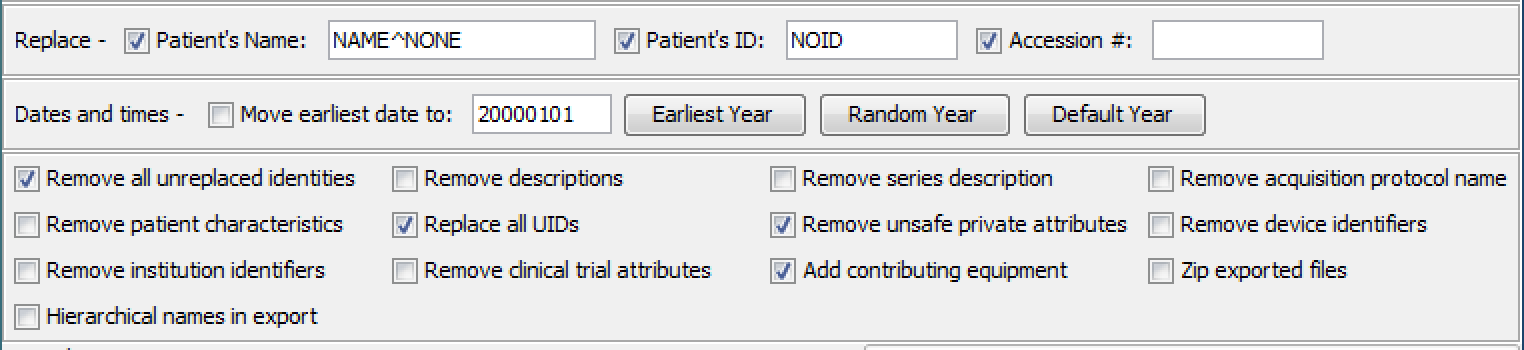 Replace - Patient's Name: NAME^NONE Patient's ID: NOID Accession #:
Dates and times - Move earliest date to: 20000101 Earliest Year Random Year Default Year
Remove all unreplaced identities Remove descriptions Remove series description Remove acquisition protocol name
Remove patient characteristics Replace all UIDs Remove unsafe private attributes Remove device identifiers
Remove institution identifiers Remove clinical trial attributes Add contributing equipment Zip exported files
Hierarchical names in export